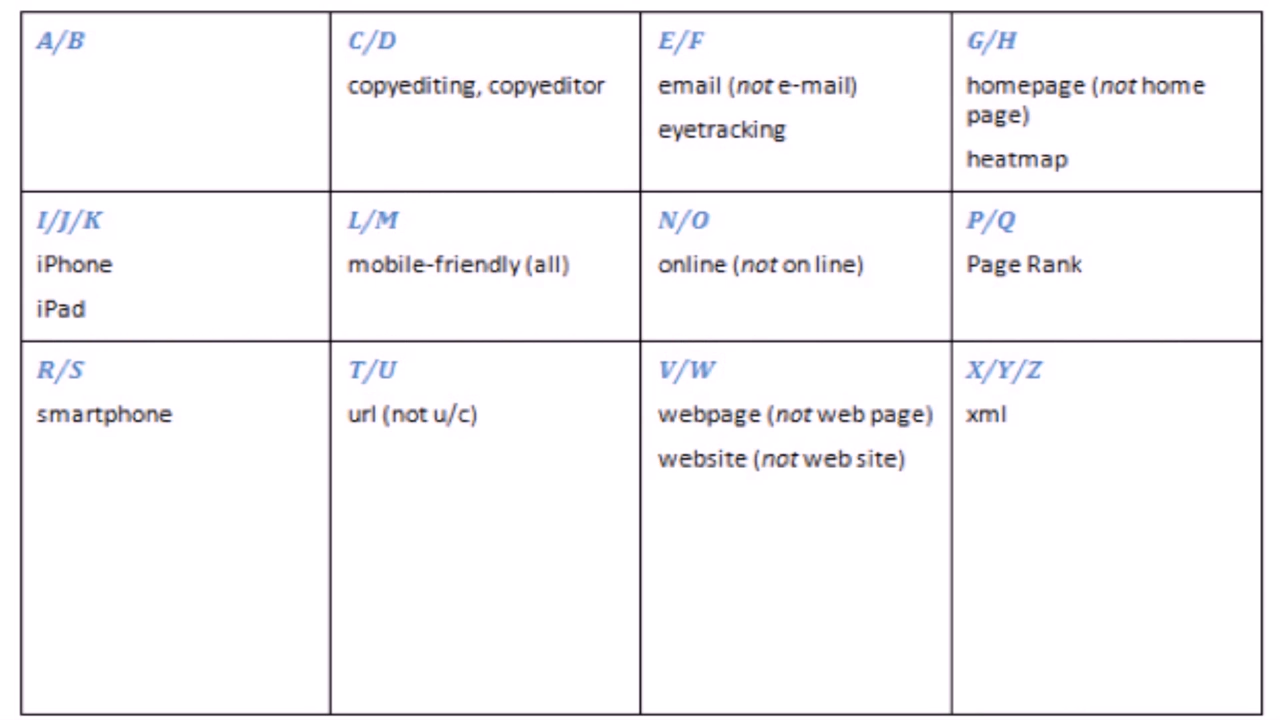 A/B
C/D
copyediting, copyeditor
E/F
email (not e-mail)
eyetracking
G/H
homepage (not home
page)
heatmap
I/J/K
iPhone
iPad
L/M
mobile-friendly (all)
N/O
online (not on line)
P/Q
Page Rank
R/S
smartphone
T/U
url (not u/c)
V/W
webpage (not web page)
website (not web site)
X/Y/Z
xml